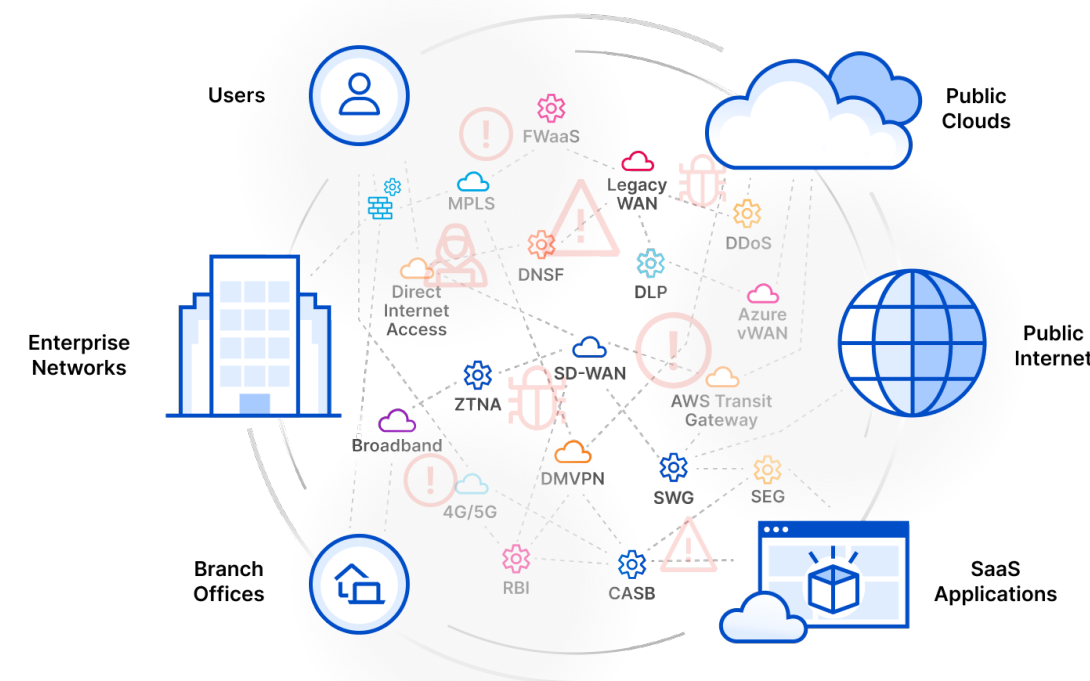 Users
Public
Clouds
FWaaS
MPLS
Legacy
WAN
DDoS
DNSF
DLP
Direct
Internet
Access
Azure
vWAN
Enterprise
Networks
Public
Internet
SD-WAN
ZTNA
AWS Transit
Gateway
Broadband
DMVPN
SWG
SEG
4G/5G
Branch
Offices
RBI
CASB
SaaS
Applications